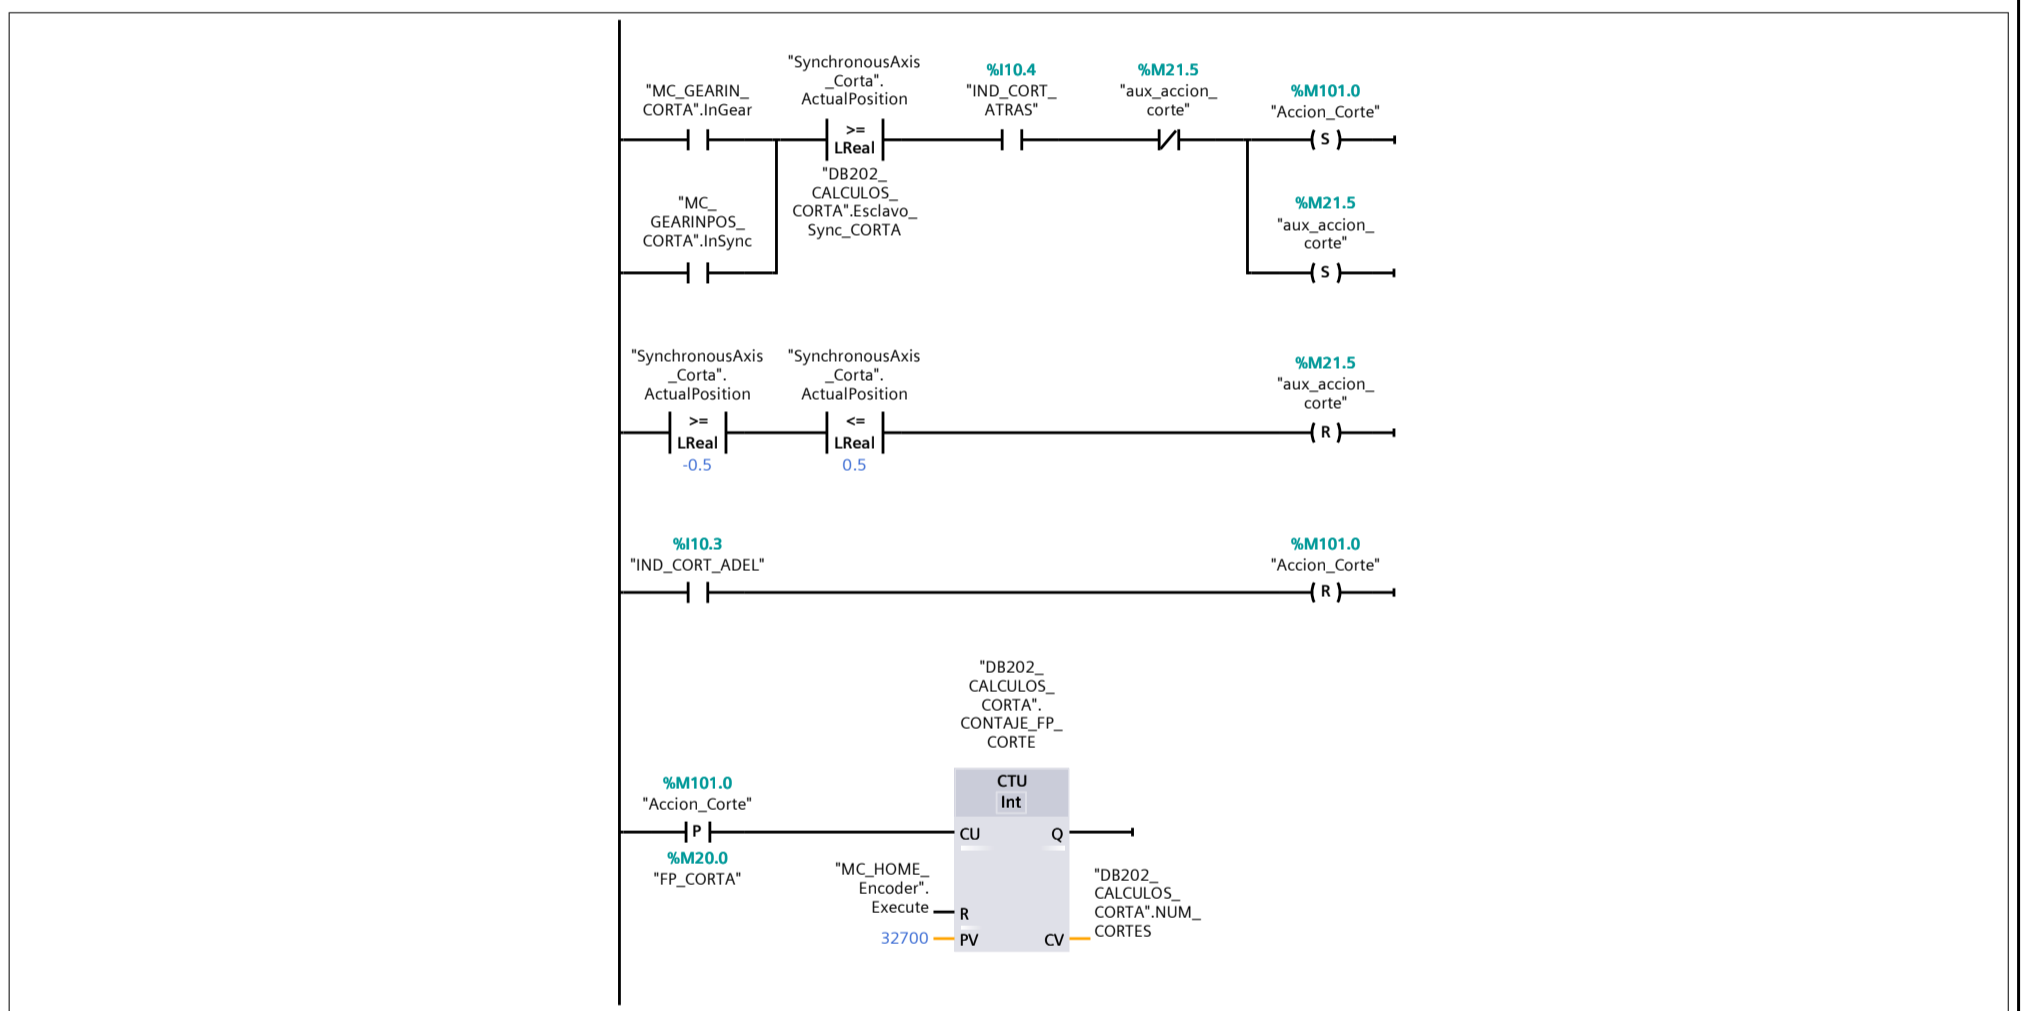 "MC_GEARIN_
CORTA".InGear
"SynchronousAxis
_Corta".
ActualPosition
>=
LReal
"DB202_
CALCULOS_
CORTA".Esclavo_
Sync_CORTA
%I10.4
"IND_CORT_
ATRAS"
%M21.5
"aux_accion_
corte"
%M101.0
"Accion_Corte"
S
"MC_
GEARINPOS_
CORTA".InSync
%M21.5
"aux_accion_
corte"
S
"SynchronousAxis
_Corta".
ActualPosition
>=
LReal
-0.5
"SynchronousAxis
_Corta".
ActualPosition
<=
LReal
0.5
%M21.5
"aux_accion_
corte"
R
%I10.3
"IND_CORT_ADEL"
%M101.0
"Accion_Corte"
R
%M101.0
"Accion_Corte"
P
%M20.0
"FP_CORTA"
"DB202_
CALCULOS_
CORTA".
CONTAJE_FP_
CORTE
CTU
Int
CU
Q
"MC_HOME_
Encoder".
Execute
R
32700
PV
CV
"DB202_
CALCULOS_
CORTA".NUM_
CORTES